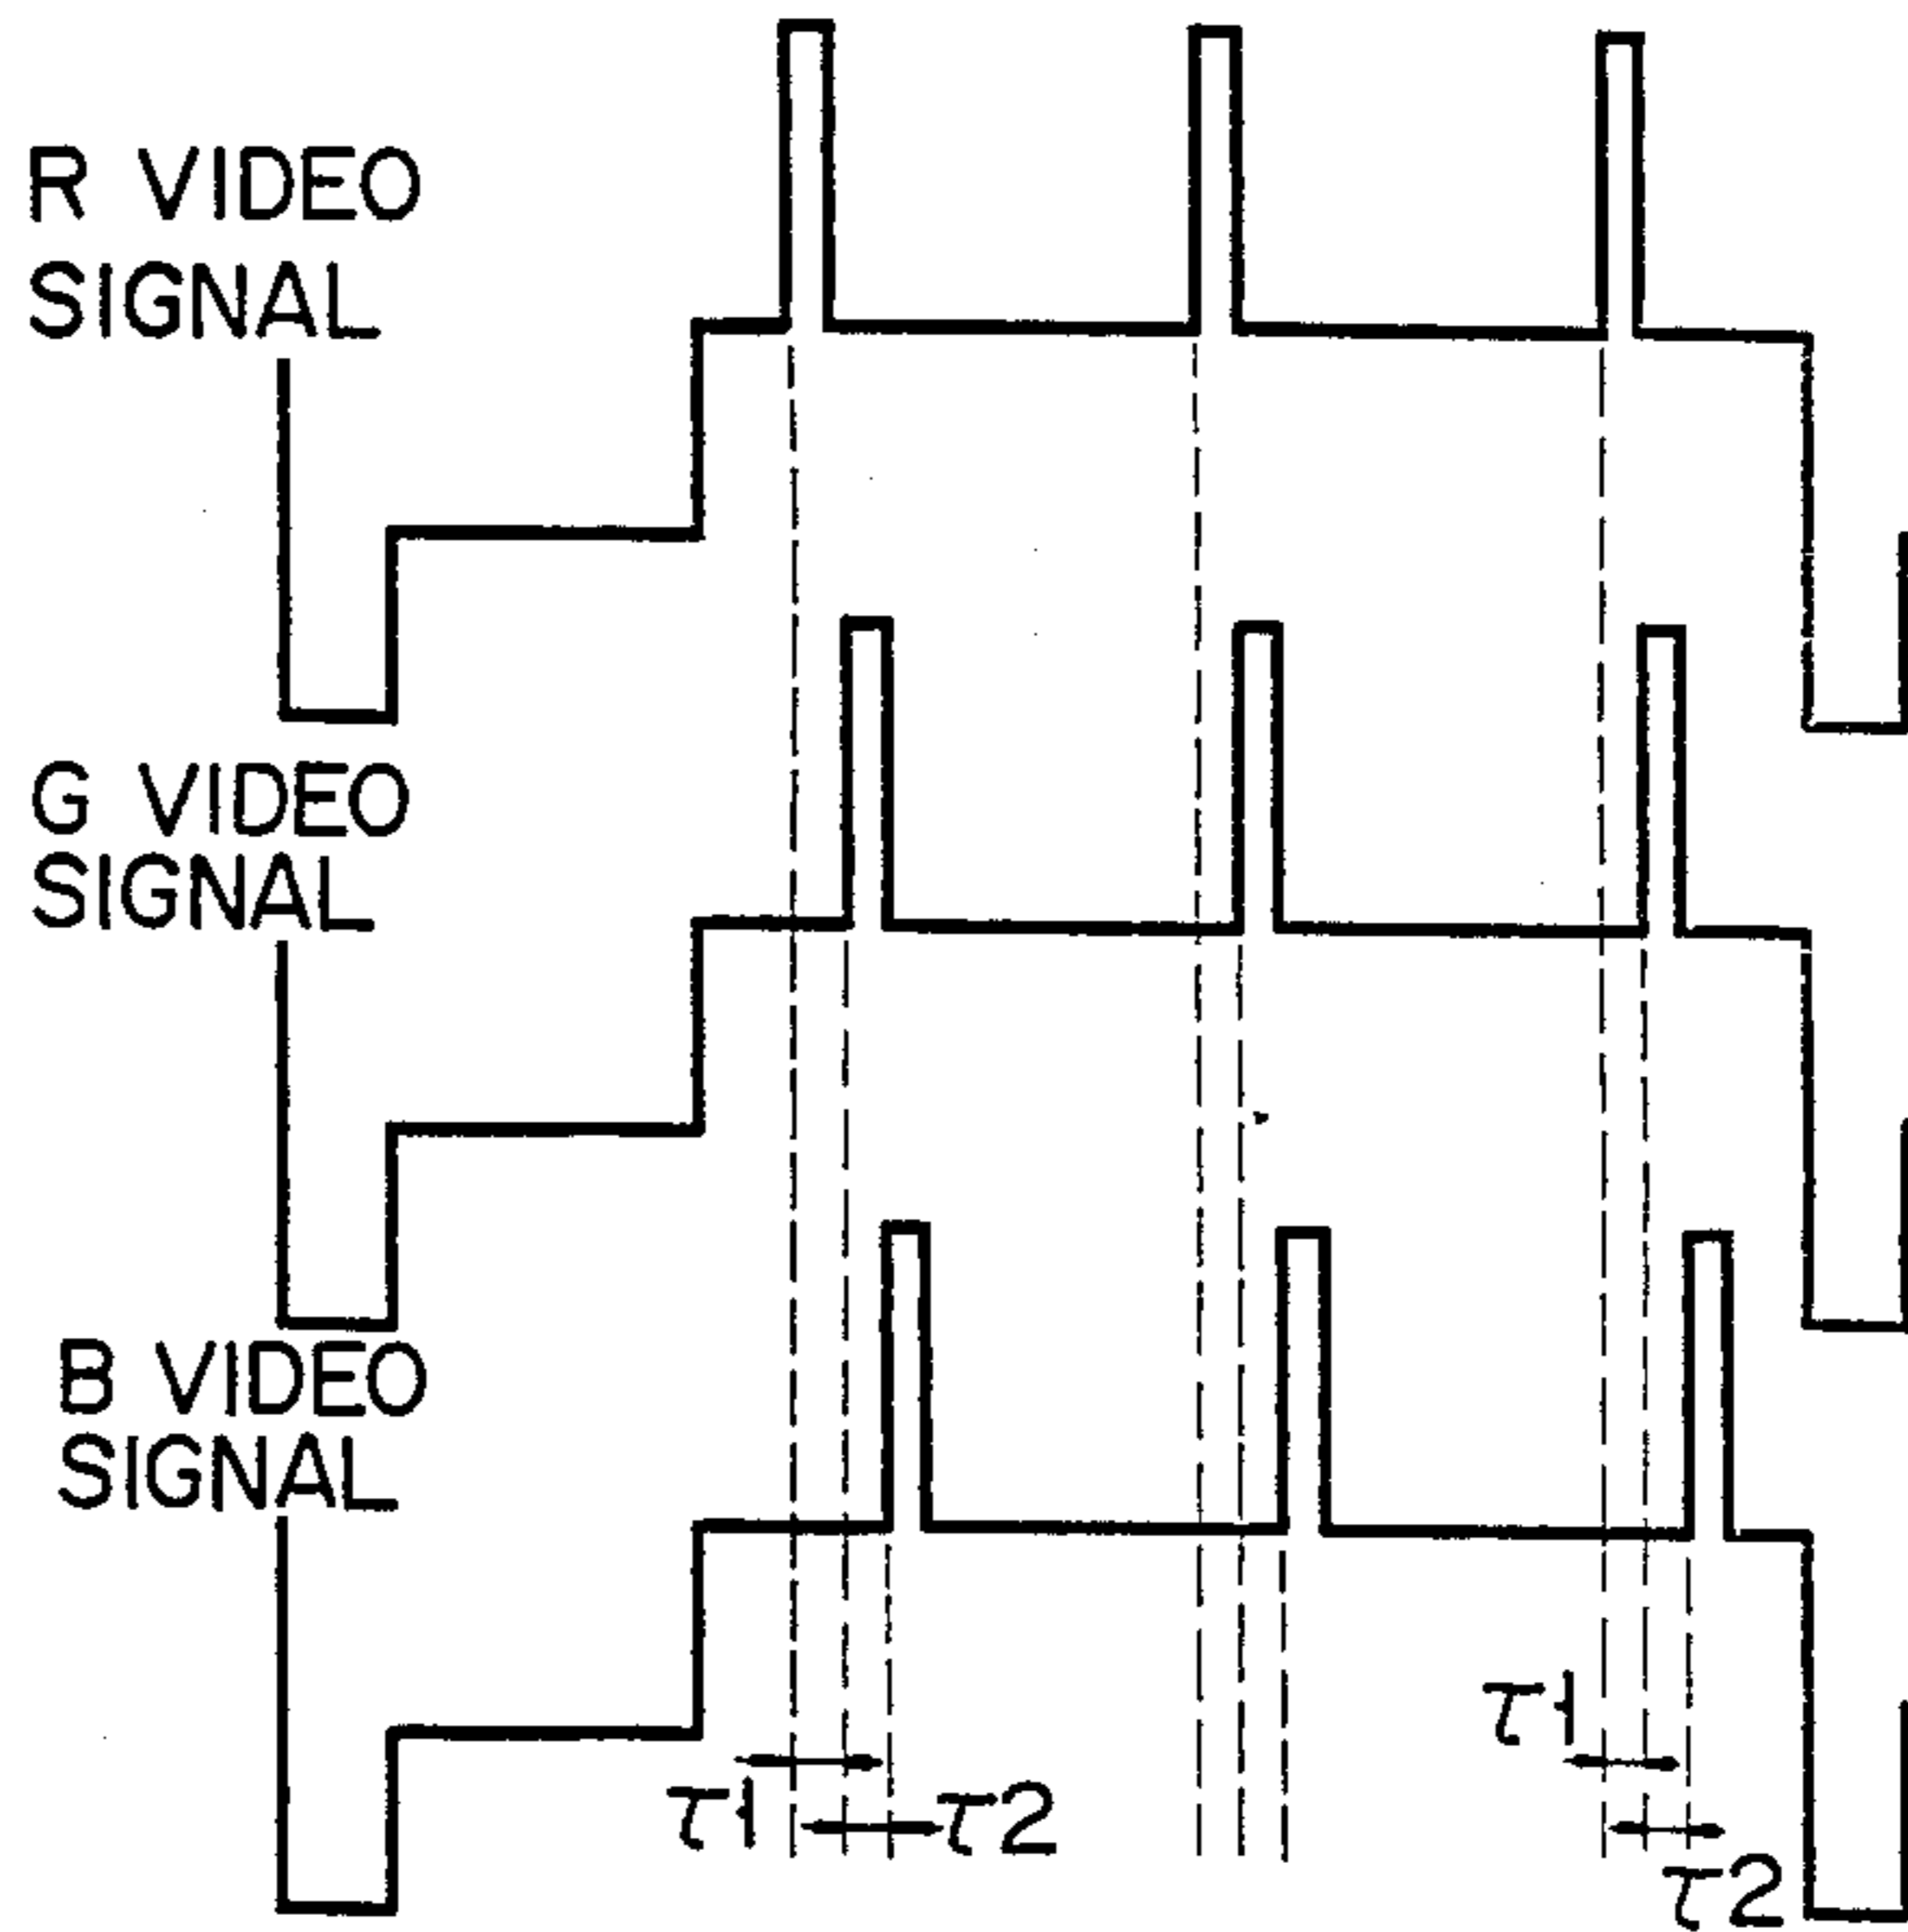 R VIDEO
SIGNAL
G VIDEO
SIGNAL
B VIDEO
SIGNAL
τ1
τ1
τ2
τ2